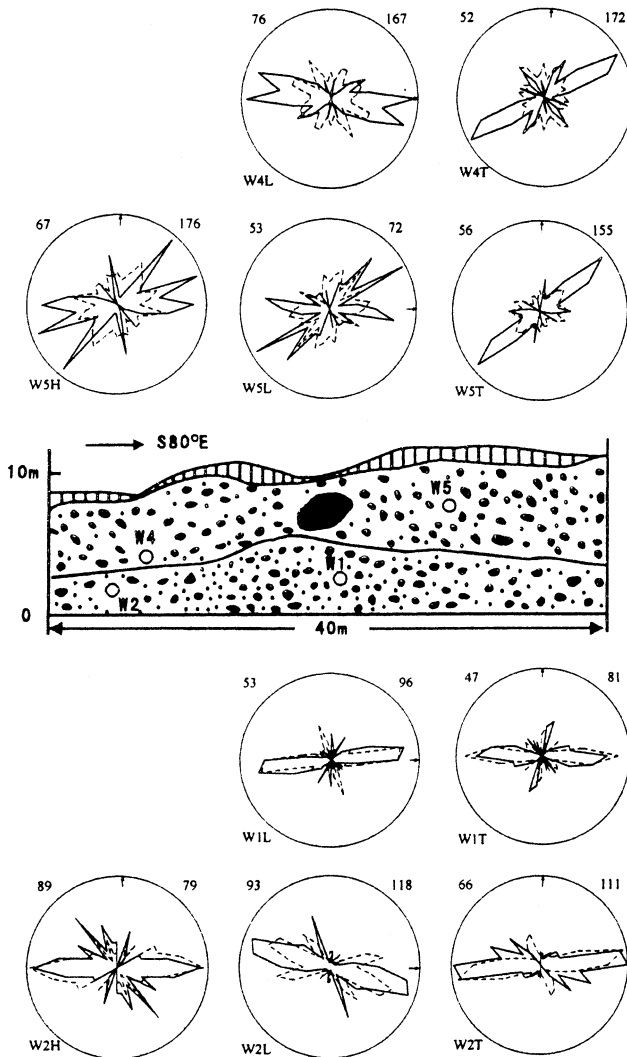 76 167 52 172
W4L W4T
67 176 53 72 56 155
W5H W5L W5T
S80°E
10m
W5
W4
W1
W2
0
40m
53 96 47 81
W1L W1T
89 79 93 118 66 111
W2H W2L W2T